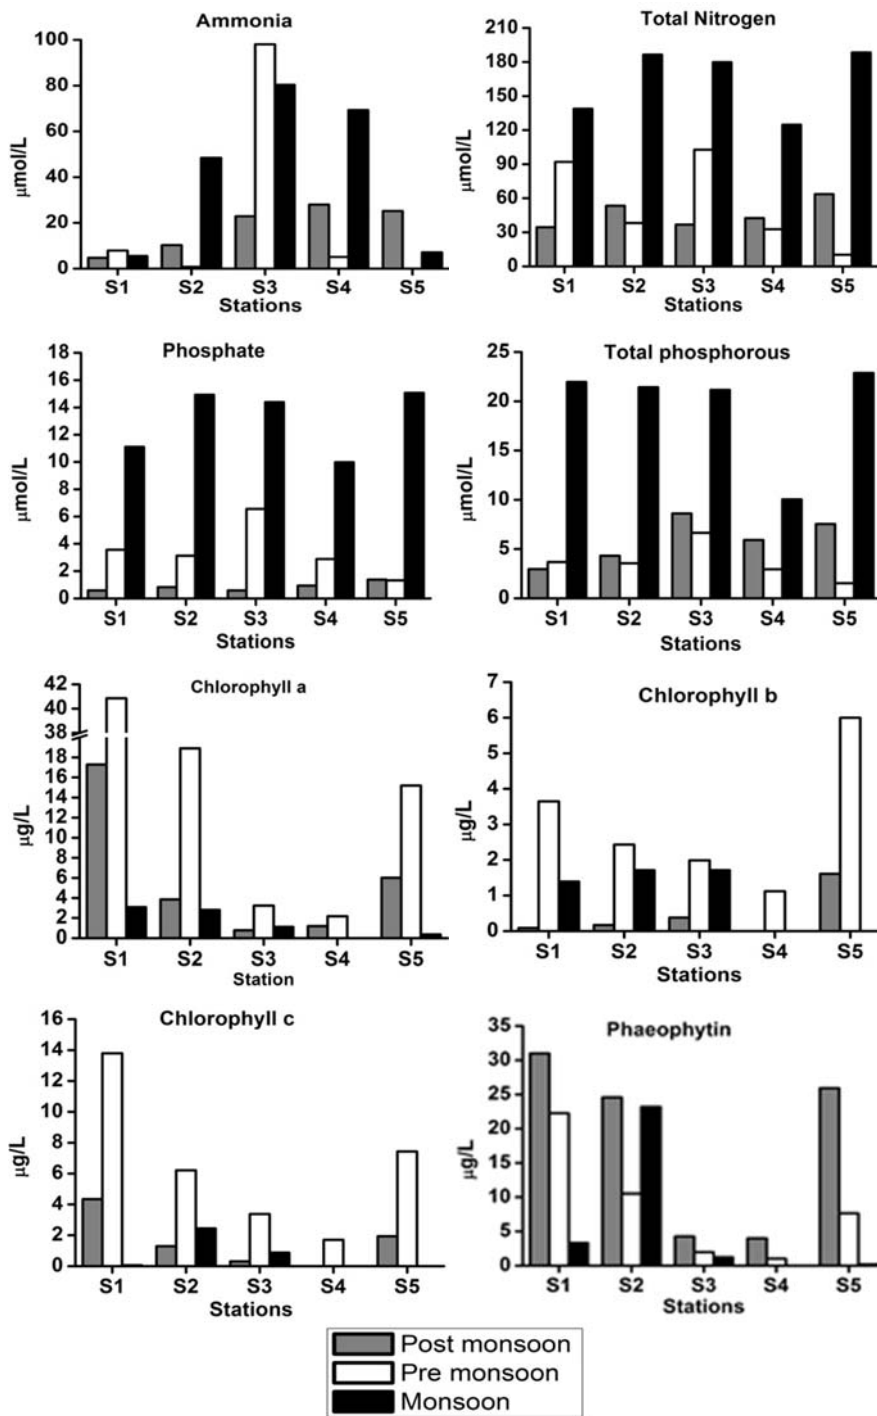 Ammonia
100
80
60
40
20
0
µmol/L
S1 S2 S3 S4 S5
Stations
Total Nitrogen
210
180
150
120
90
60
30
0
µmol/L
S1 S2 S3 S4 S5
Stations
Phosphate
18
16
14
12
10
8
6
4
2
0
µmol/L
S1 S2 S3 S4 S5
Stations
Total phosphorous
25
20
15
10
5
0
µmol/L
S1 S2 S3 S4 S5
Stations
Chlorophyll a
42
40
38
18
16
14
12
10
8
6
4
2
0
µg/L
S1 S2 S3 S4 S5
Station
Chlorophyll b
7
6
5
4
3
2
1
0
µg/L
S1 S2 S3 S4 S5
Stations
Chlorophyll c
16
14
12
10
8
6
4
2
0
µg/L
S1 S2 S3 S4 S5
Stations
Phaeophytin
35
30
25
20
15
10
5
0
µg/L
S1 S2 S3 S4 S5
Stations
Post monsoon
Pre monsoon
Monsoon